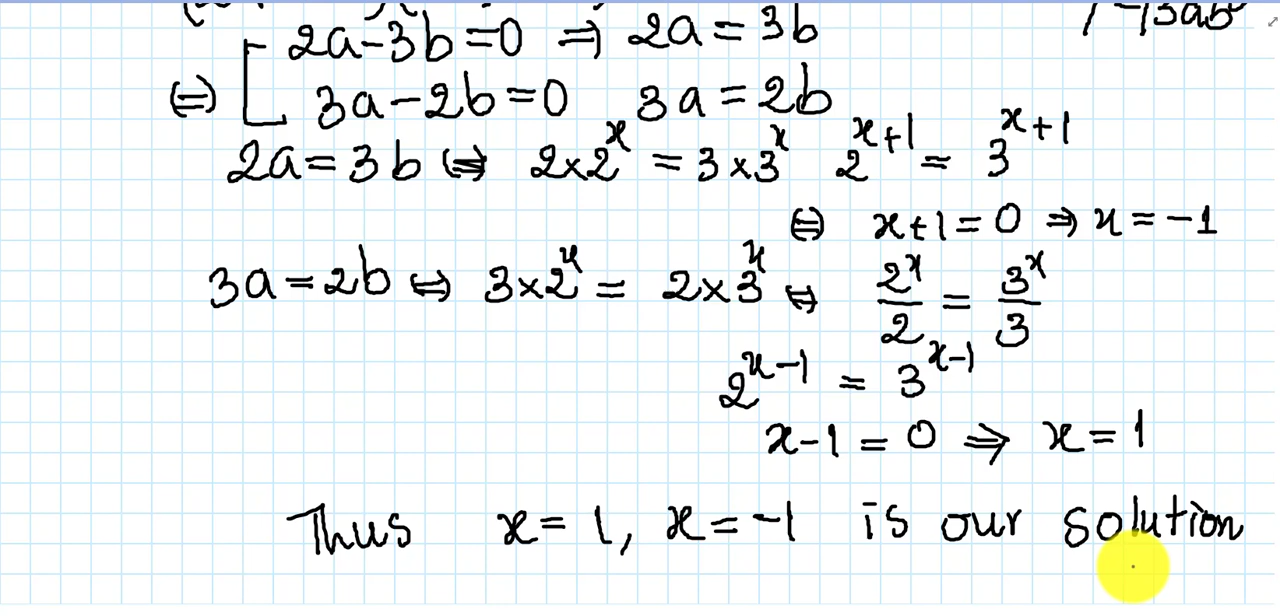 2a-3b=0 ⇒ 2a=3b
⇔ [ 3a-2b=0 3a=2b
2a=3b ⇔ 2×2^x = 3×3^x 2^{x+1} = 3^{x+1}
⇔ x+1=0 ⇒ x=-1
3a=2b ⇔ 3×2^x = 2×3^x ⇔ 2^x/2 = 3^x/3
2^{x-1} = 3^{x-1}
x-1=0 ⇒ x=1
Thus x=1, x=-1 is our solution